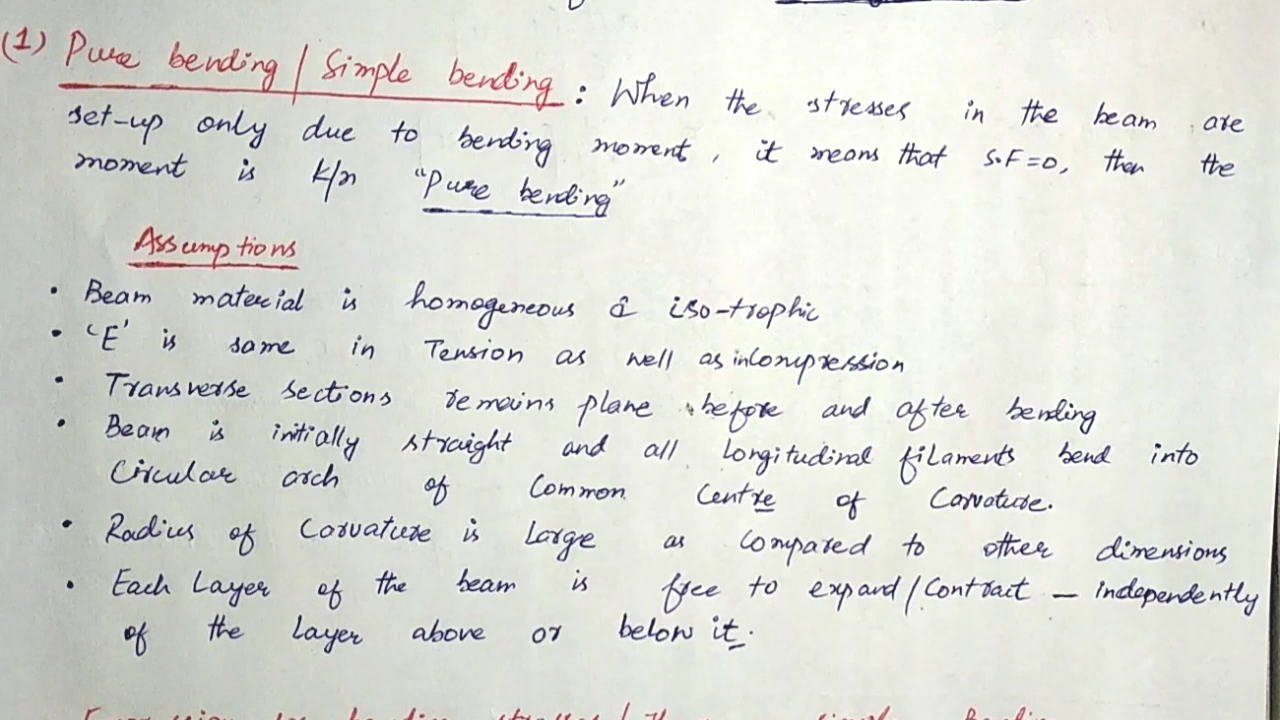 (1) Pure bending / Simple bending : When the stresses in the beam are
set-up only due to bending moment, it means that S.F=0, then the
moment is k/n "Pure bending"
Assumptions
• Beam material is homogeneous & iso-trophic
• 'E' is same in Tension as well as in compression
• Transverse sections remains plane before and after bending
• Beam is initially straight and all longitudinal filaments bend into
Circular arch of Common Centre of Carvature.
• Radius of Carvature is large as compared to other dimensions
• Each Layer of the beam is free to expand/Contract - independently
of the layer above or below it.